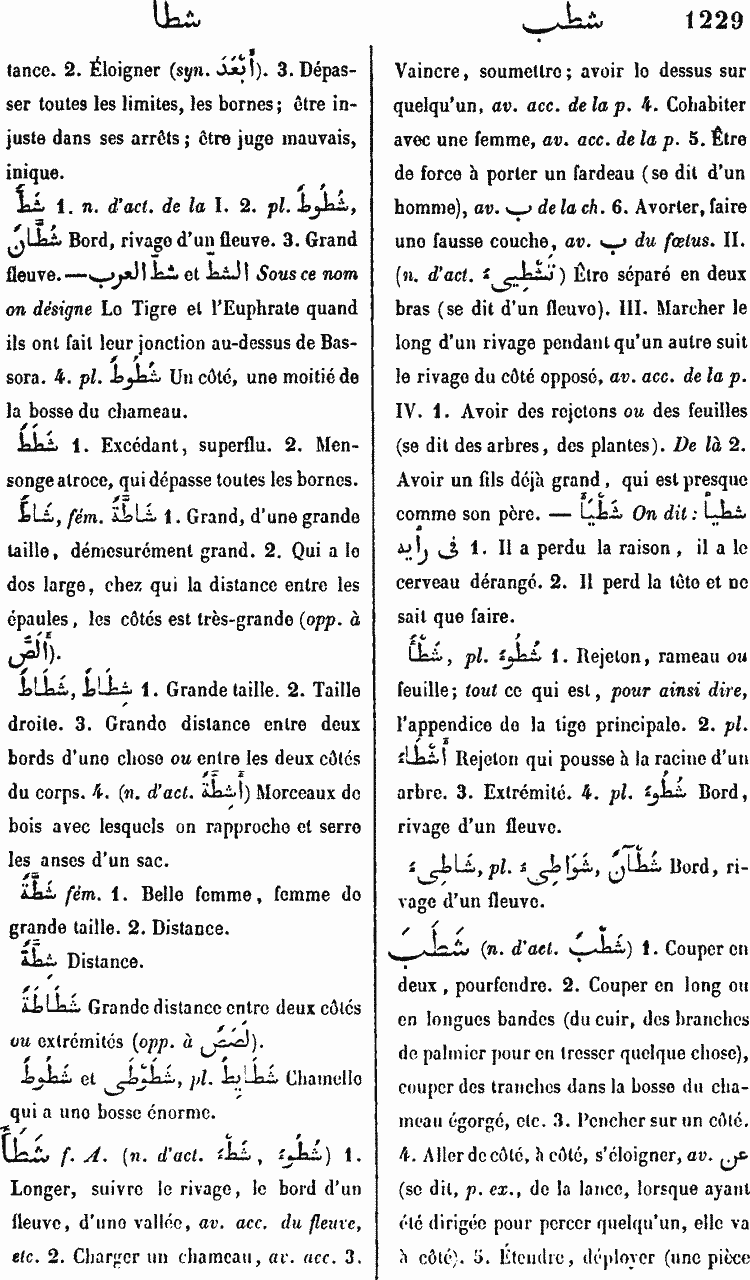 شطأ
شطب 1229
tance. 2. Éloigner (syn. أَبْعَدَ). 3. Dépas-
ser toutes les limites, les bornes; être in-
juste dans ses arrêts; être juge mauvais,
inique.
شَطٌّ 1. n. d'act. de la I. 2. pl. شُطُوطٌ,
شُطَّانٌ Bord, rivage d'un fleuve. 3. Grand
fleuve. — الشطّ et شطّ العرب Sous ce nom
on désigne Le Tigre et l'Euphrate quand
ils ont fait leur jonction au-dessus de Bas-
sora. 4. pl. شُطُوطٌ Un côté, une moitié de
la bosse du chameau.
شَطَطٌ 1. Excédant, superflu. 2. Men-
songe atroce, qui dépasse toutes les bornes.
شَاطٌّ, fém. شَاطَّةٌ 1. Grand, d'une grande
taille, démesurément grand. 2. Qui a le
dos large, chez qui la distance entre les
épaules, les côtés est très-grande (opp. à
أَلَصُّ).
شَطَاطٌ, شِطَاطٌ 1. Grande taille. 2. Taille
droite. 3. Grande distance entre deux
bords d'une chose ou entre les deux côtés
du corps. 4. (n. d'act. أَشِطَّةٌ) Morceaux de
bois avec lesquels on rapproche et serre
les anses d'un sac.
شَطَّةٌ fém. 1. Belle femme, femme de
grande taille. 2. Distance.
شِطَّةٌ Distance.
شَطَاطَةٌ Grande distance entre deux côtés
ou extrémités (opp. à لَصَصٌ).
شَطُوطٌ et شَطَوْطَى, pl. شَطَايِطُ Chamelle
qui a une bosse énorme.
شَطَأَ f. A. (n. d'act. شَطْءٌ, شُطُوءٌ) 1.
Longer, suivre le rivage, le bord d'un
fleuve, d'une vallée, av. acc. du fleuve,
etc. 2. Charger un chameau, av. acc. 3.
Vaincre, soumettre; avoir le dessus sur
quelqu'un, av. acc. de la p. 4. Cohabiter
avec une femme, av. acc. de la p. 5. Être
de force à porter un fardeau (se dit d'un
homme), av. ب de la ch. 6. Avorter, faire
une fausse couche, av. ب du fœtus. II.
(n. d'act. تَشْطِيءٌ) Être séparé en deux
bras (se dit d'un fleuve). III. Marcher le
long d'un rivage pendant qu'un autre suit
le rivage du côté opposé, av. acc. de la p.
IV. 1. Avoir des rejetons ou des feuilles
(se dit des arbres, des plantes). De là 2.
Avoir un fils déjà grand, qui est presque
comme son père. — شَطْيَأَ On dit : شطيأ
فى رأيه 1. Il a perdu la raison, il a le
cerveau dérangé. 2. Il perd la tête et ne
sait que faire.
شَطْأٌ, pl. شُطُوءٌ 1. Rejeton, rameau ou
feuille; tout ce qui est, pour ainsi dire,
l'appendice de la tige principale. 2. pl.
أَشْطَاءٌ Rejeton qui pousse à la racine d'un
arbre. 3. Extrémité. 4. pl. شُطُوءٌ Bord,
rivage d'un fleuve.
شَاطِىءٌ, pl. شَوَاطِىءُ, شُطْآنٌ Bord, ri-
vage d'un fleuve.
شَطَبَ (n. d'act. شَطْبٌ) 1. Couper en
deux, pourfendre. 2. Couper en long ou
en longues bandes (du cuir, des branches
de palmier pour en tresser quelque chose),
couper des tranches dans la bosse du cha-
meau égorgé, etc. 3. Pencher sur un côté.
4. Aller de côté, à côté, s'éloigner, av. عن
(se dit, p. ex., de la lance, lorsque ayant
été dirigée pour percer quelqu'un, elle va
à côté). 5. Étendre, déployer (une pièce